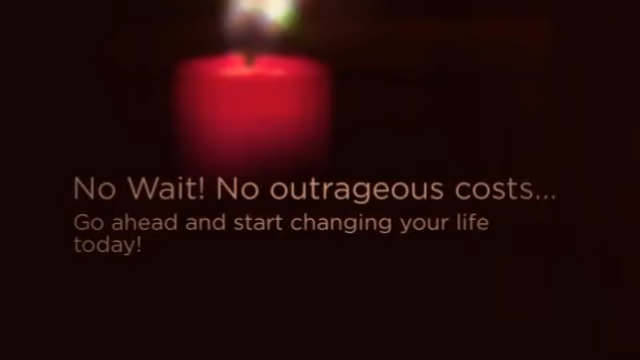 No Wait! No outrageous costs...
Go ahead and start changing your life
today!